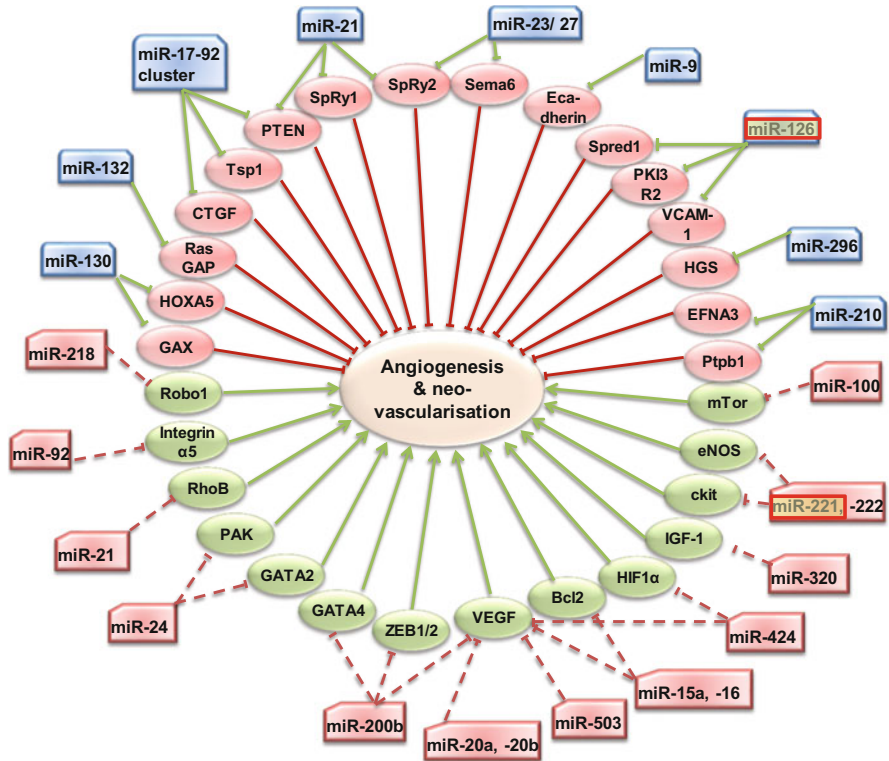 miR-21
miR-23/ 27
miR-17-92
cluster
miR-9
SpRy1
SpRy2
Sema6
Eca-
dherin
miR-126
PTEN
Spred1
Tsp1
PKI3
R2
miR-132
CTGF
VCAM-
1
miR-296
Ras
GAP
HGS
miR-130
HOXA5
EFNA3
miR-210
GAX
Ptpb1
miR-218
Angiogenesis
& neo-
vascularisation
Robo1
mTor
miR-100
miR-92
Integrin
α5
eNOS
RhoB
ckit
miR-221, -222
miR-21
PAK
IGF-1
miR-320
GATA2
HIF1α
GATA4
Bcl2
miR-24
ZEB1/2
VEGF
miR-424
miR-15a, -16
miR-200b
miR-503
miR-20a, -20b